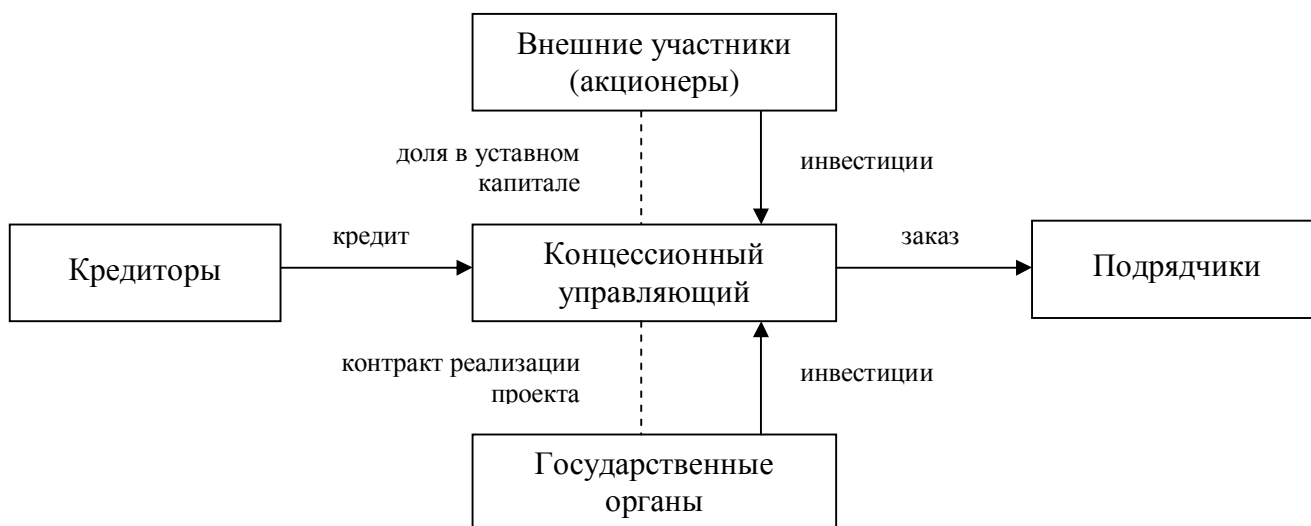 Внешние участники
(акционеры)
доля в уставном
капитале
инвестиции
Кредиторы
кредит
Концессионный
управляющий
заказ
Подрядчики
контракт реализации
проекта
инвестиции
Государственные
органы